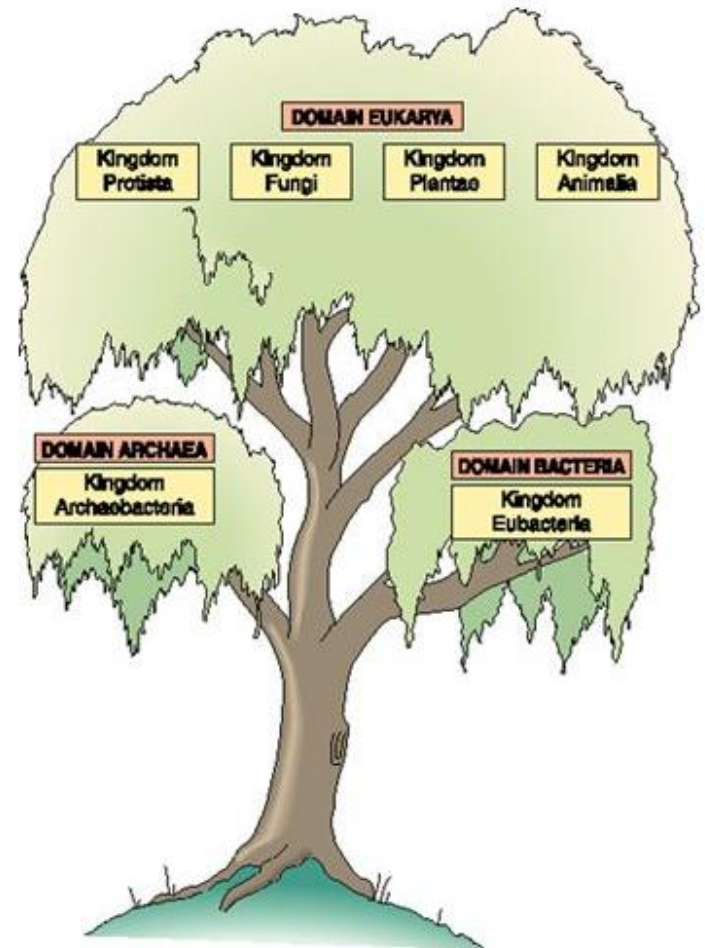 DOMAIN EUKARYA
Kingdom
Protista
Kingdom
Fungi
Kingdom
Plantae
Kingdom
Animalia
DOMAIN ARCHAEA
Kingdom
Archaebacteria
DOMAIN BACTERIA
Kingdom
Eubacteria